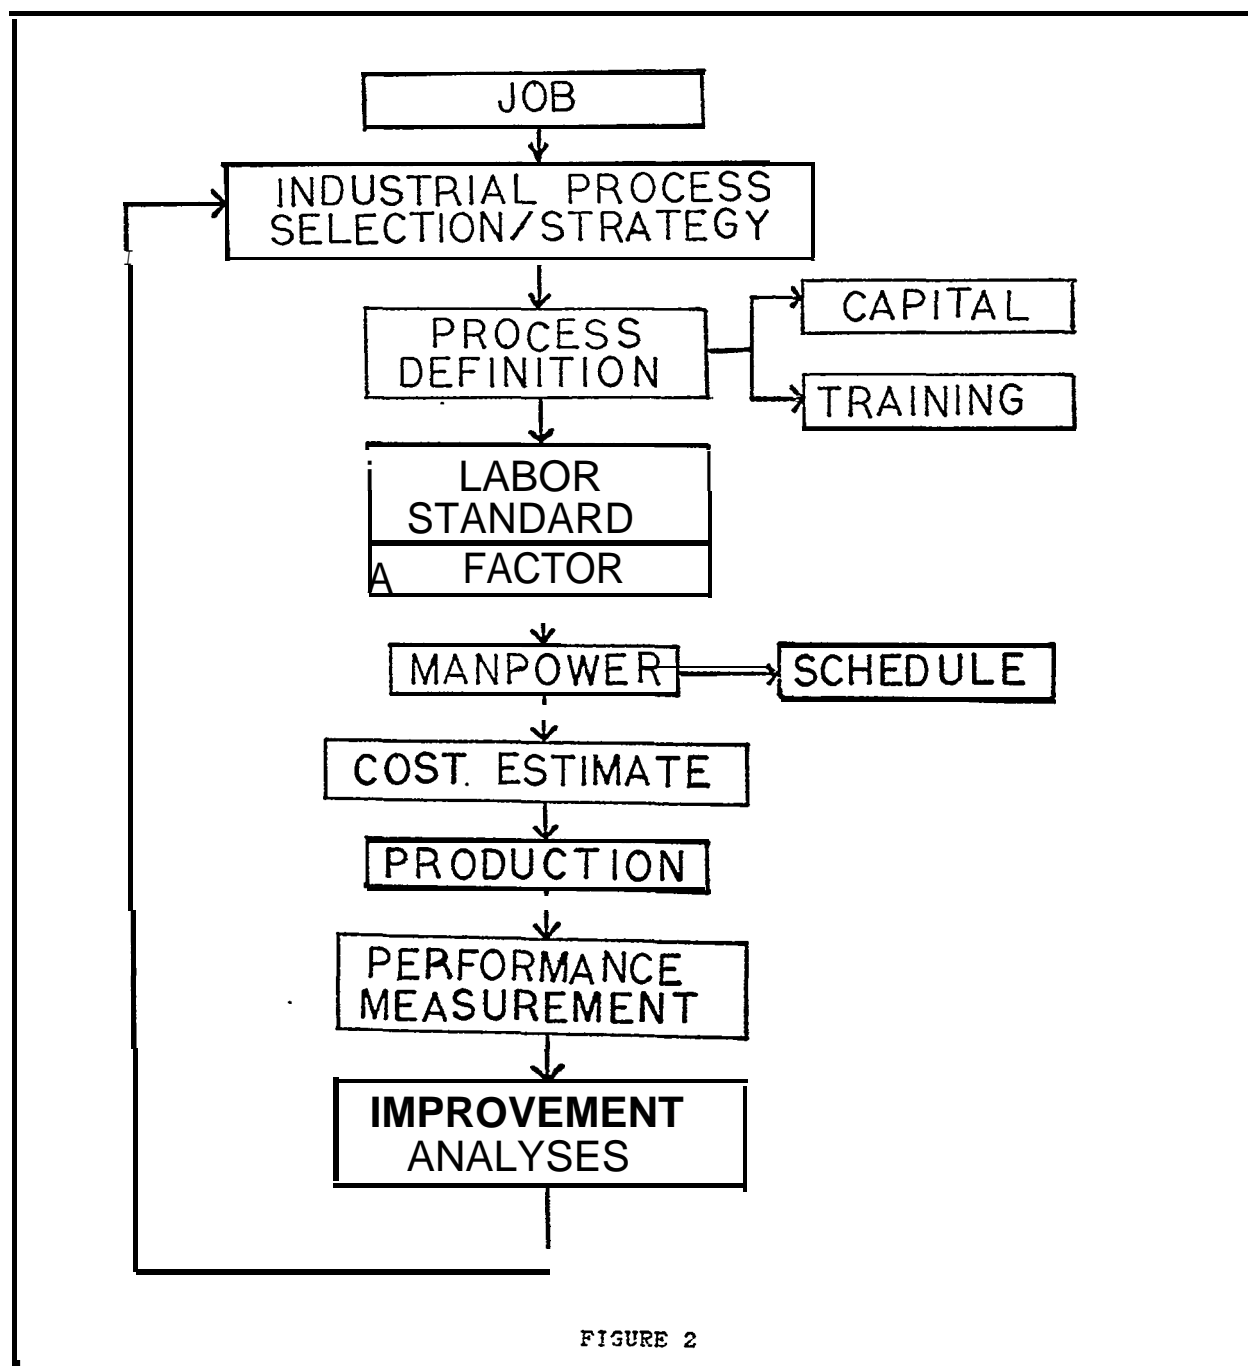 JOB
INDUSTRIAL PROCESS
SELECTION/STRATEGY
PROCESS
DEFINITION
CAPITAL
TRAINING
LABOR
STANDARD
A FACTOR
MANPOWER
SCHEDULE
COST. ESTIMATE
PRODUCTION
PERFORMANCE
MEASUREMENT
IMPROVEMENT
ANALYSES
FIGURE 2